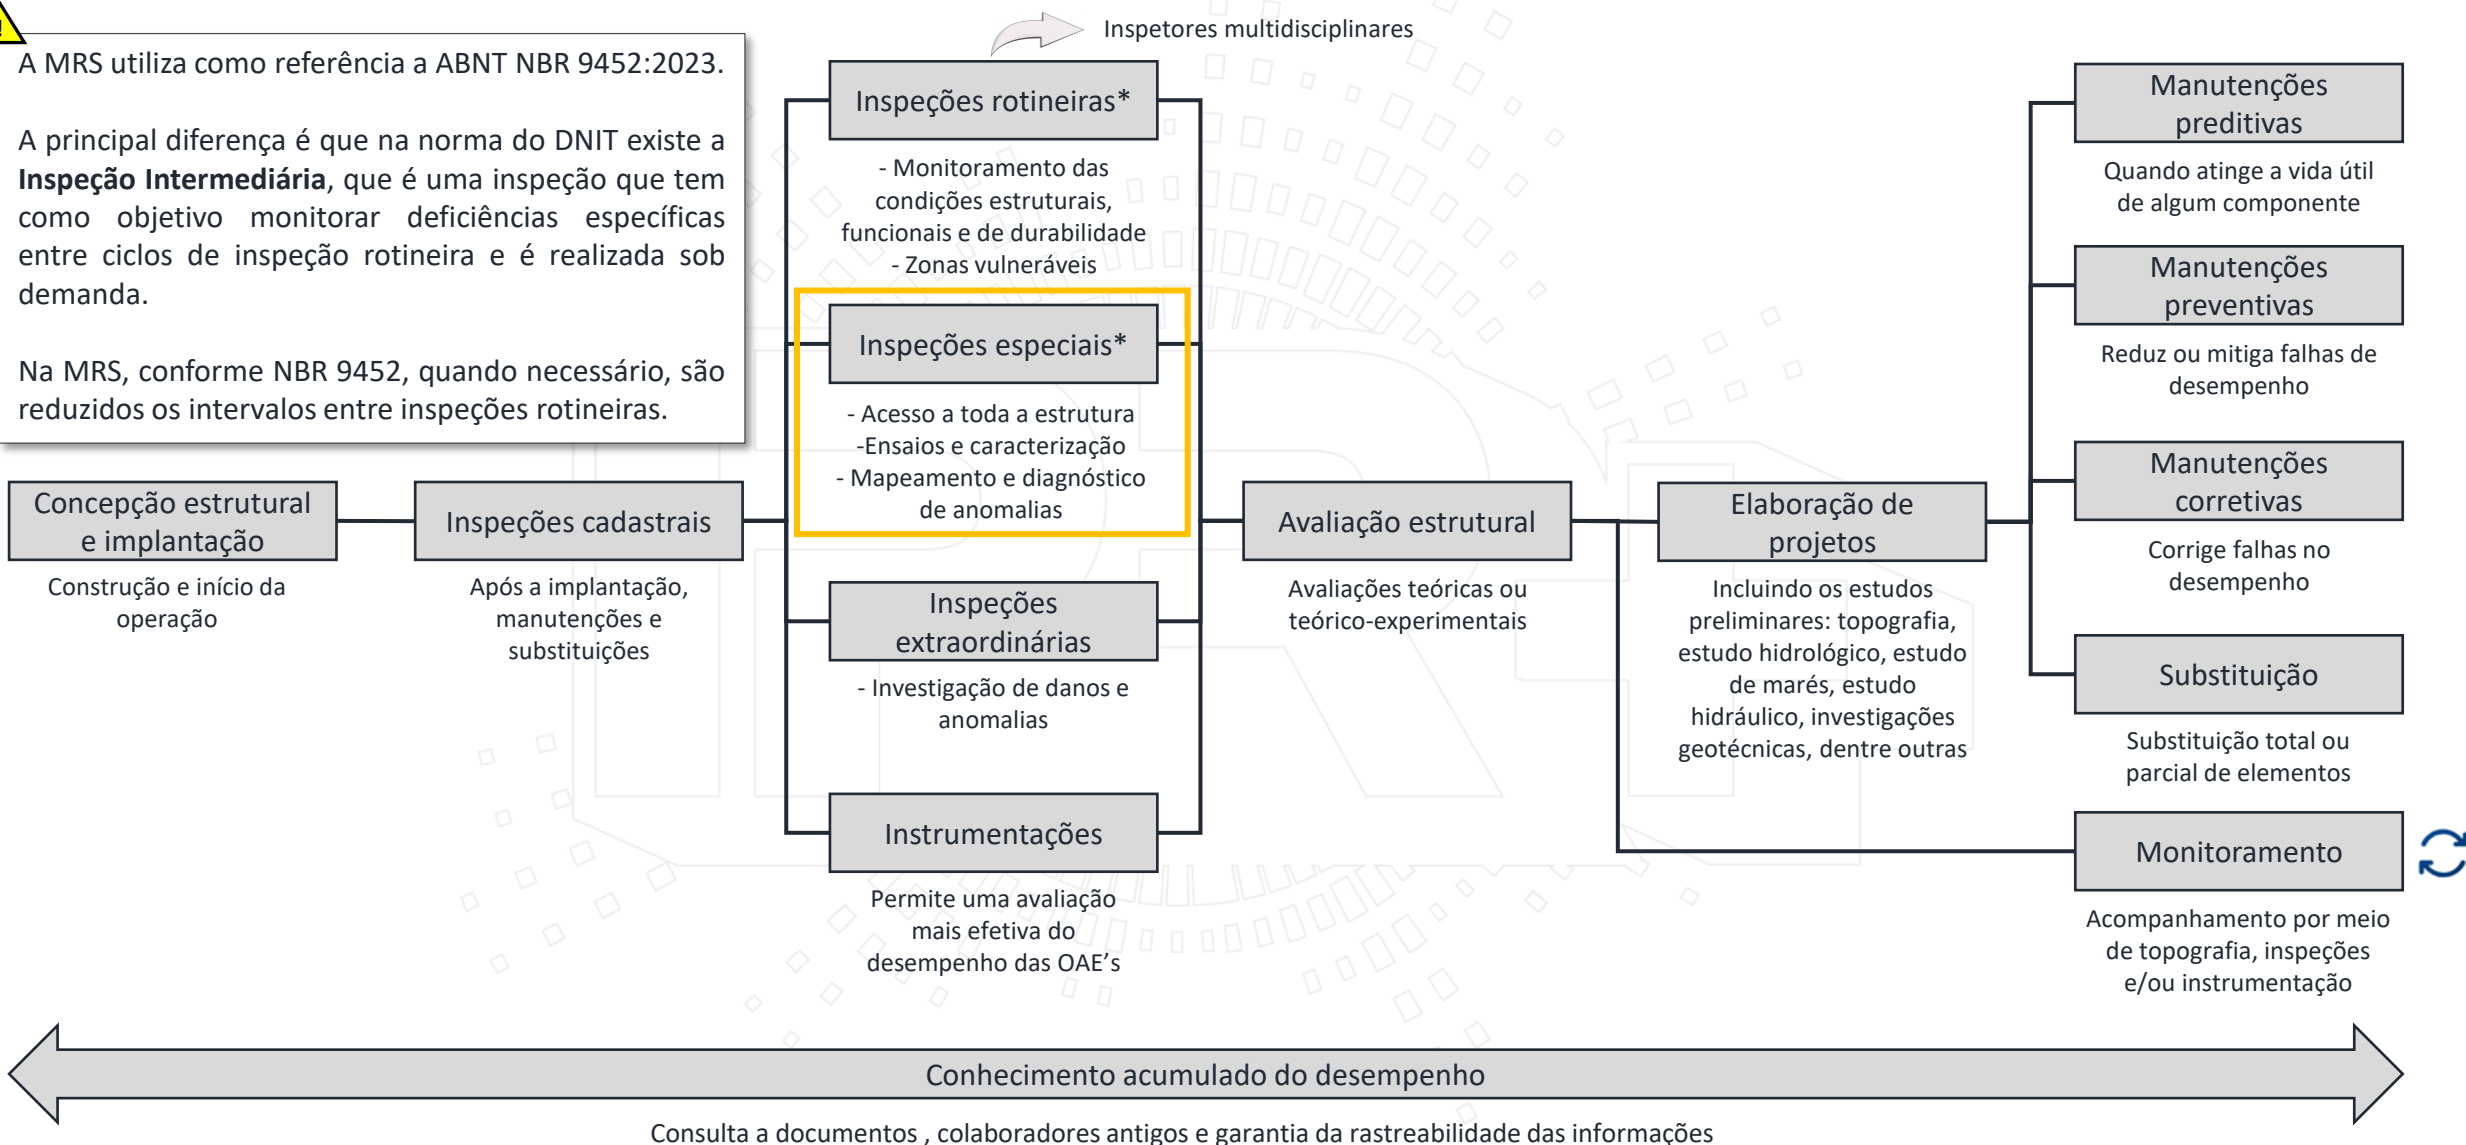 !
A MRS utiliza como referência a ABNT NBR 9452:2023.
A principal diferença é que na norma do DNIT existe a
Inspeção Intermediária, que é uma inspeção que tem
como objetivo monitorar deficiências específicas
entre ciclos de inspeção rotineira e é realizada sob
demanda.
Na MRS, conforme NBR 9452, quando necessário, são
reduzidos os intervalos entre inspeções rotineiras.
Concepção estrutural
e implantação
Construção e início da
operação
Inspeções cadastrais
Após a implantação,
manutenções e
substituições
Inspetores multidisciplinares
Inspeções rotineiras*
- Monitoramento das
condições estruturais,
funcionais e de durabilidade
- Zonas vulneráveis
Inspeções especiais*
- Acesso a toda a estrutura
-Ensaios e caracterização
- Mapeamento e diagnóstico
de anomalias
Inspeções
extraordinárias
- Investigação de danos e
anomalias
Instrumentações
Permite uma avaliação
mais efetiva do
desempenho das OAE's
Avaliação estrutural
Avaliações teóricas ou
teórico-experimentais
Elaboração de
projetos
Incluindo os estudos
preliminares: topografia,
estudo hidrológico, estudo
de marés, estudo
hidráulico, investigações
geotécnicas, dentre outras
Manutenções
preditivas
Quando atinge a vida útil
de algum componente
Manutenções
preventivas
Reduz ou mitiga falhas de
desempenho
Manutenções
corretivas
Corrige falhas no
desempenho
Substituição
Substituição total ou
parcial de elementos
Monitoramento
Acompanhamento por meio
de topografia, inspeções
e/ou instrumentação
Conhecimento acumulado do desempenho
Consulta a documentos , colaboradores antigos e garantia da rastreabilidade das informações